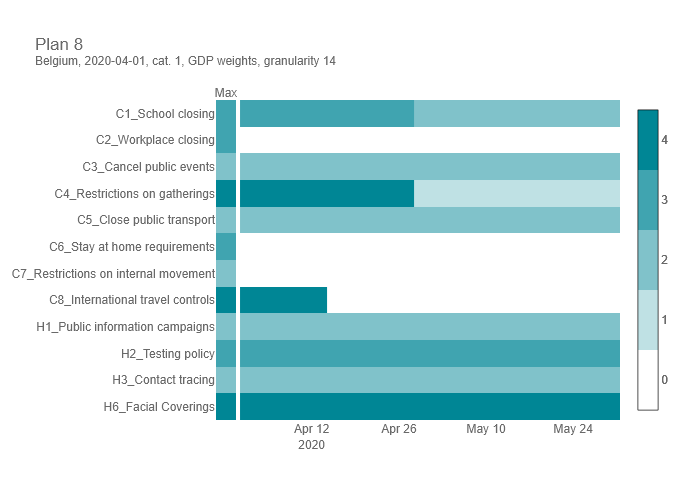 Plan 8
Belgium, 2020-04-01, cat. 1, GDP weights, granularity 14
Max
C1_School closing
C2_Workplace closing
C3_Cancel public events
C4_Restrictions on gatherings
C5_Close public transport
C6_Stay at home requirements
C7_Restrictions on internal movement
C8_International travel controls
H1_Public information campaigns
H2_Testing policy
H3_Contact tracing
H6_Facial Coverings
Apr 12
2020
Apr 26
May 10
May 24
4
3
2
1
0